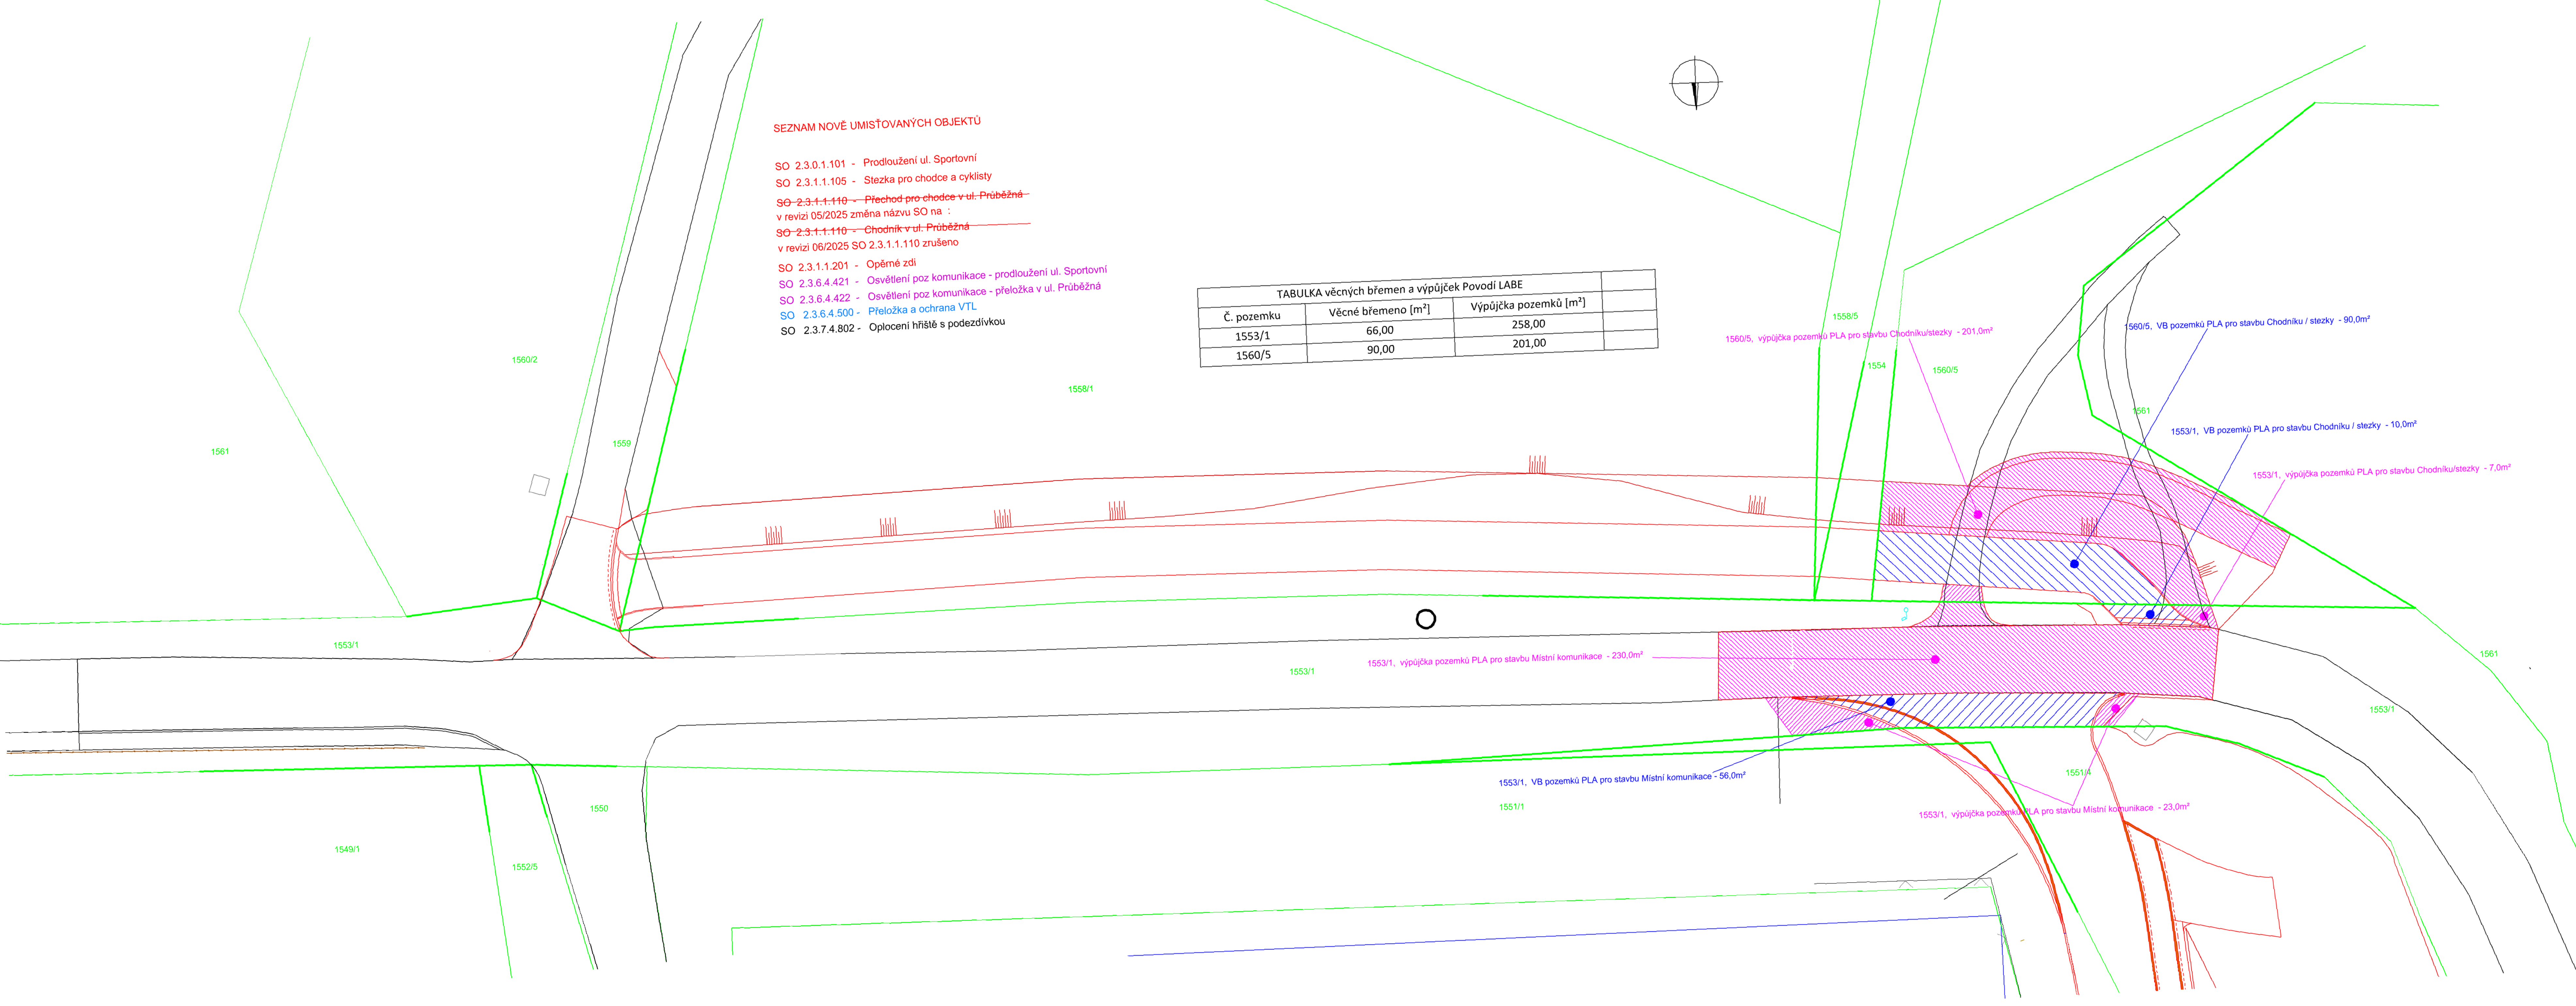 SEZNAM NOVĚ UMISŤOVANÝCH OBJEKTŮ
SO 2.3.0.1.101 - Prodloužení ul. Sportovní
SO 2.3.1.1.105 - Stezka pro chodce a cyklisty
SO 2.3.1.1.110 - Přechod pro chodce v ul. Průběžná
v revizi 05/2025 změna názvu SO na :
SO 2.3.1.1.110 - Chodník v ul. Průběžná
v revizi 06/2025 SO 2.3.1.1.110 zrušeno
SO 2.3.1.1.201 - Opěrné zdi
SO 2.3.6.4.421 - Osvětlení poz komunikace - prodloužení ul. Sportovní
SO 2.3.6.4.422 - Osvětlení poz komunikace - přeložka v ul. Průběžná
SO 2.3.6.4.500 - Přeložka a ochrana VTL
SO 2.3.7.4.802 - Oplocení hřiště s podezdívkou
TABULKA věcných břemen a výpůjček Povodí LABE
Č. pozemku Věcné břemeno [m²] Výpůjčka pozemků [m²]
1553/1 66,00 258,00
1560/5 90,00 201,00
1558/5
1560/5, výpůjčka pozemků PLA pro stavbu Chodníku/stezky - 201,0m²
1560/5, VB pozemků PLA pro stavbu Chodníku / stezky - 90,0m²
1560/2
1554
1560/5
1588/1
1561
1553/1, VB pozemků PLA pro stavbu Chodníku / stezky - 10,0m²
1559
1561
1553/1, výpůjčka pozemků PLA pro stavbu Chodníku/stezky - 7,0m²
1553/1
1553/1, výpůjčka pozemků PLA pro stavbu Místní komunikace - 230,0m²
1553/1
1561
1553/1
1553/1, VB pozemků PLA pro stavbu Místní komunikace - 56,0m²
1551/4
1550
1551/1
1553/1, výpůjčka pozemků PLA pro stavbu Místní komunikace - 23,0m²
1549/1
1552/5